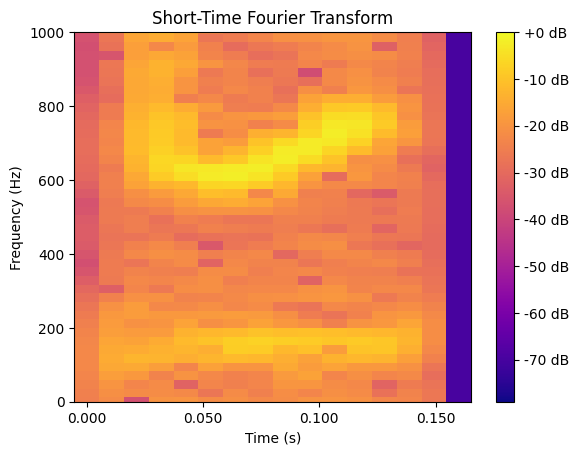 Short-Time Fourier Transform
1000
800
600
400
200
0
Frequency (Hz)
0.000
0.050
0.100
0.150
Time (s)
+0 dB
-10 dB
-20 dB
-30 dB
-40 dB
-50 dB
-60 dB
-70 dB